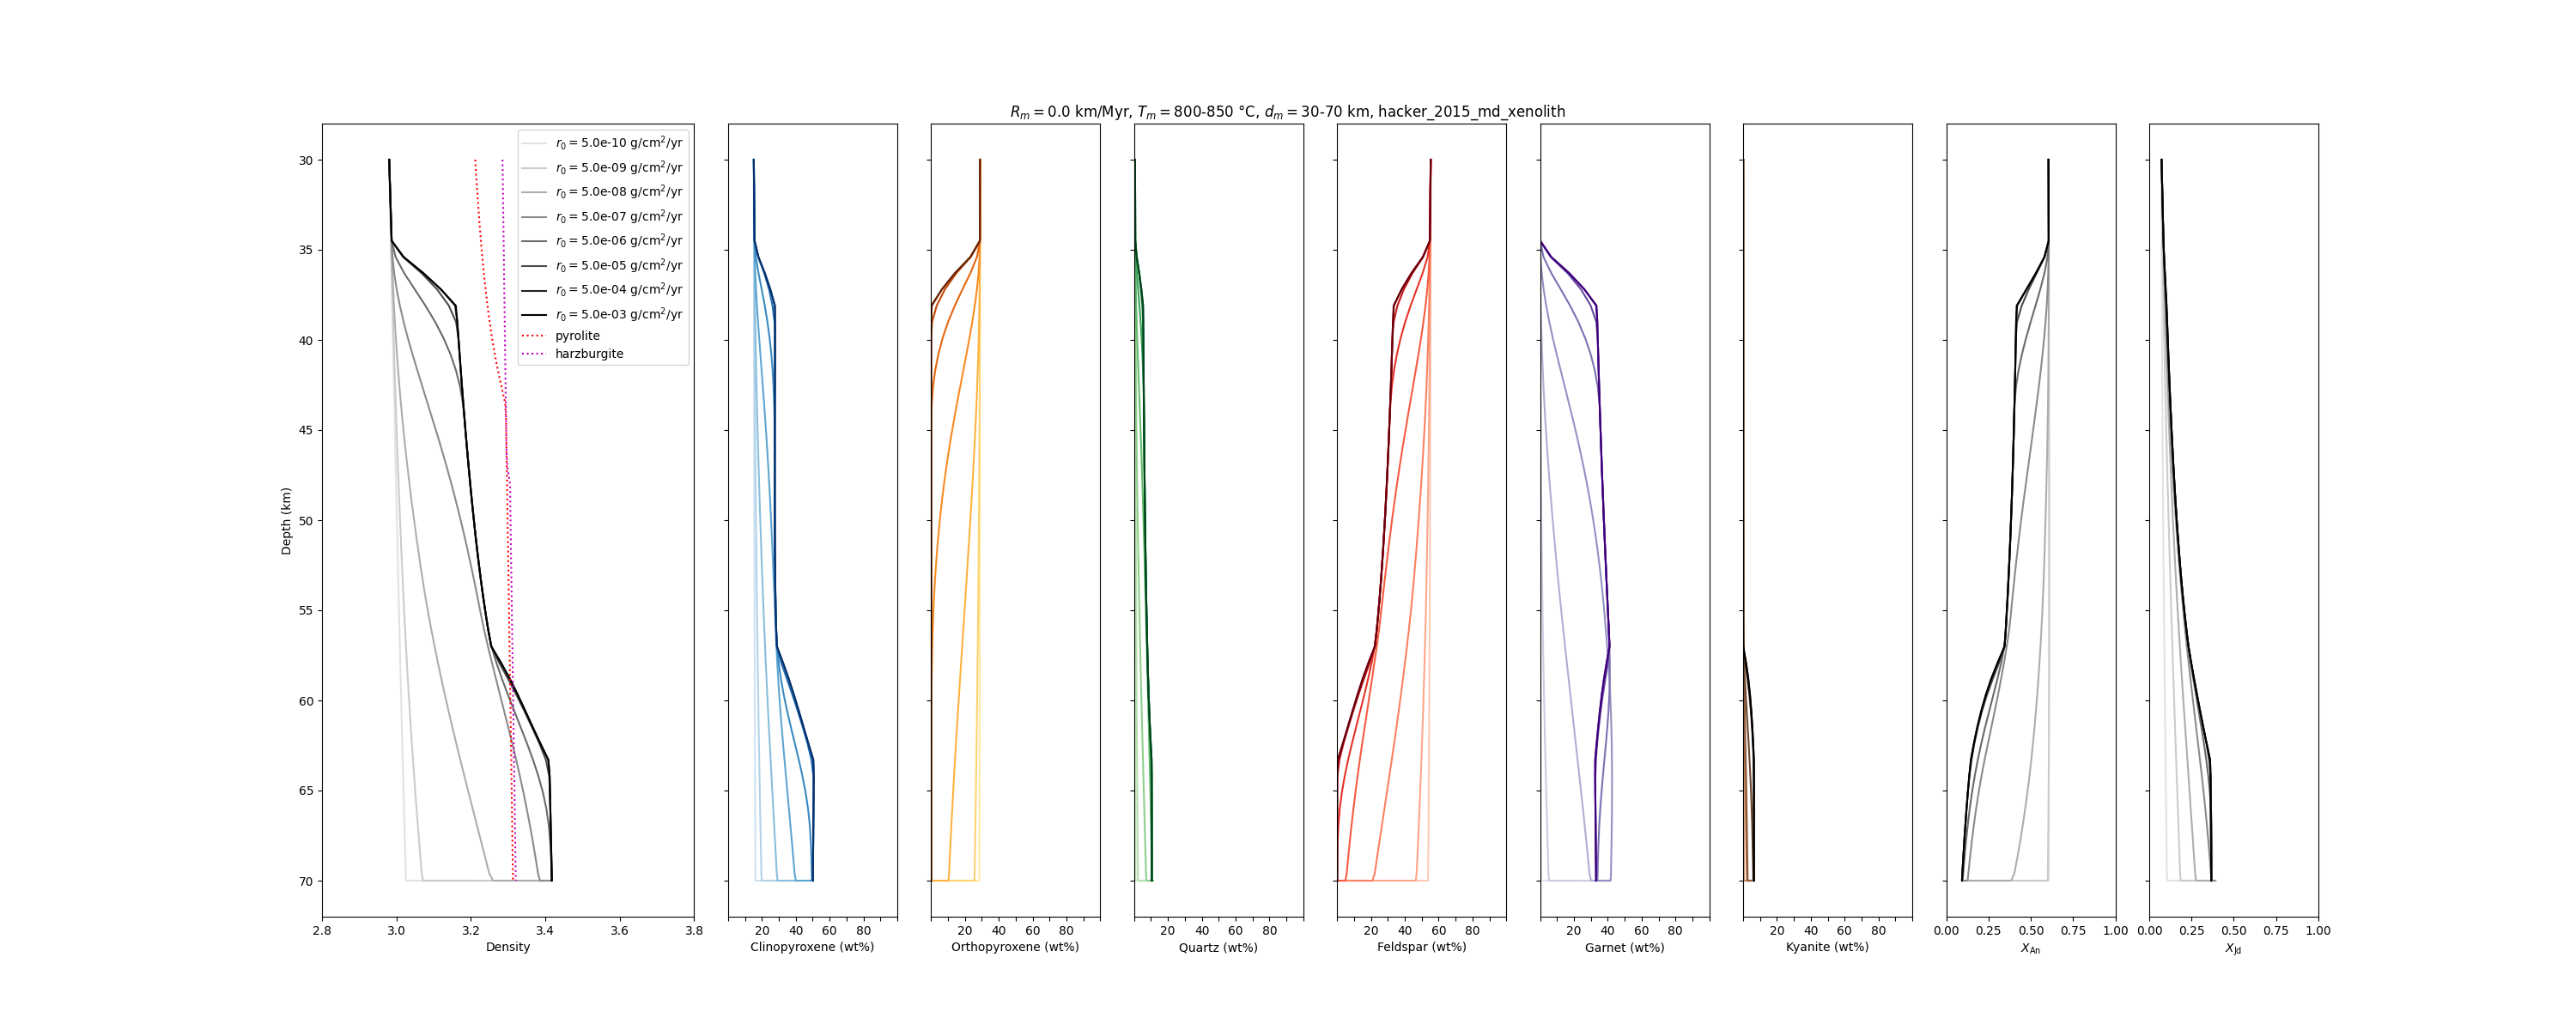 R_m = 0.0 km/Myr, T_m = 800-850 °C, d_m = 30-70 km, hacker_2015_md_xenolith
r_0 = 5.0e-10 g/cm²/yr
r_0 = 5.0e-09 g/cm²/yr
r_0 = 5.0e-08 g/cm²/yr
r_0 = 5.0e-07 g/cm²/yr
r_0 = 5.0e-06 g/cm²/yr
r_0 = 5.0e-05 g/cm²/yr
r_0 = 5.0e-04 g/cm²/yr
r_0 = 5.0e-03 g/cm²/yr
pyrolite
harzburgite
Depth (km)
30
35
40
45
50
55
60
65
70
2.8 3.0 3.2 3.4 3.6 3.8
Density
20 40 60 80
Clinopyroxene (wt%)
20 40 60 80
Orthopyroxene (wt%)
20 40 60 80
Quartz (wt%)
20 40 60 80
Feldspar (wt%)
20 40 60 80
Garnet (wt%)
20 40 60 80
Kyanite (wt%)
0.00 0.25 0.50 0.75 1.00
X_An
0.00 0.25 0.50 0.75 1.00
X_Jd